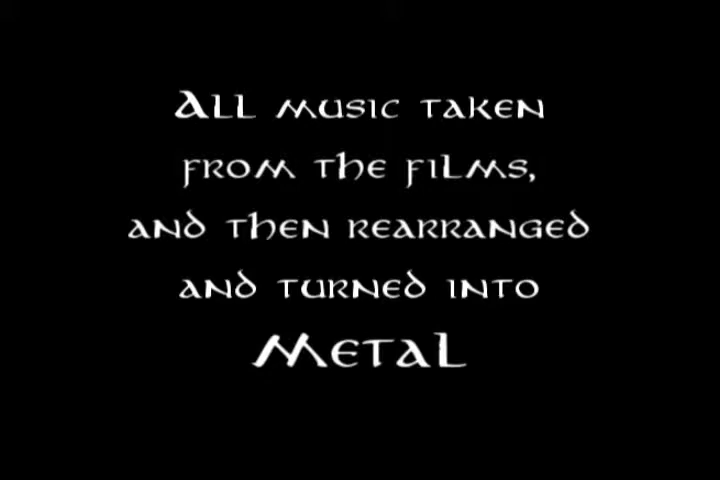 All music taken
from the films,
and then rearranged
and turned into
Metal